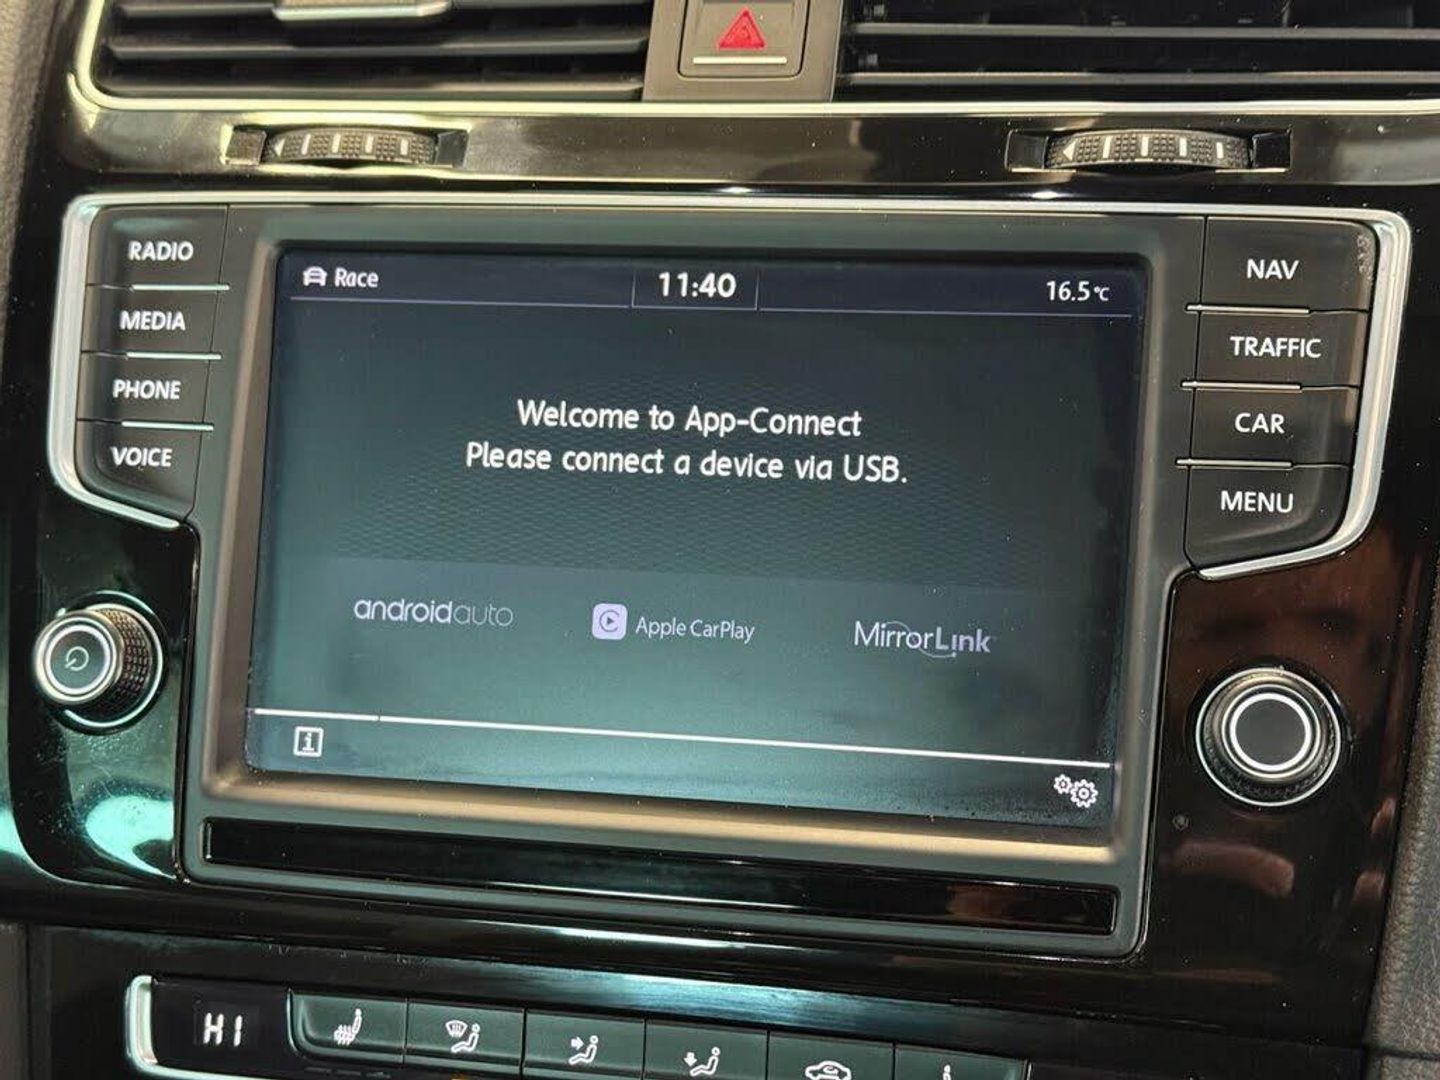 RADIO
MEDIA
PHONE
VOICE
Race
11:40
16.5°C
Welcome to App-Connect
Please connect a device via USB.
androidauto
Apple CarPlay
MirrorLink
i
NAV
TRAFFIC
CAR
MENU
HI